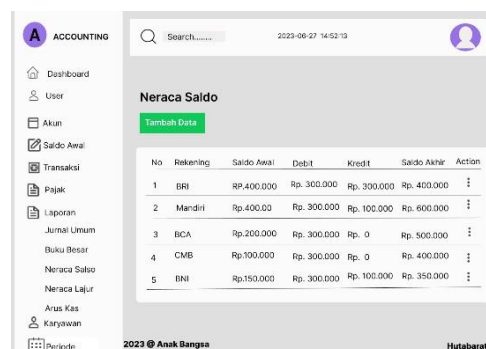 A ACCOUNTING
Search.........
2023-06-27 14:52:13
Dashboard
User
Akun
Saldo Awal
Transaksi
Pajak
Laporan
Jurnal Umum
Buku Besar
Neraca Salso
Neraca Lajur
Arus Kas
Karyawan
Periode
Neraca Saldo
Tambah Data
No Rekening Saldo Awal Debit Kredit Saldo Akhir Action
1 BRI RP.400.000 Rp. 300.000 Rp. 300.000 Rp. 400.000
2 Mandiri Rp.400.00 Rp. 300.000 Rp. 100.000 Rp. 600.000
3 BCA Rp.200.000 Rp. 300.000 Rp. 0 Rp. 500.000
4 CMB Rp.100.000 Rp. 300.000 Rp. 0 Rp. 400.000
5 BNI Rp.150.000 Rp. 300.000 Rp. 100.000 Rp. 350.000
2023 @ Anak Bangsa
Hutabarat